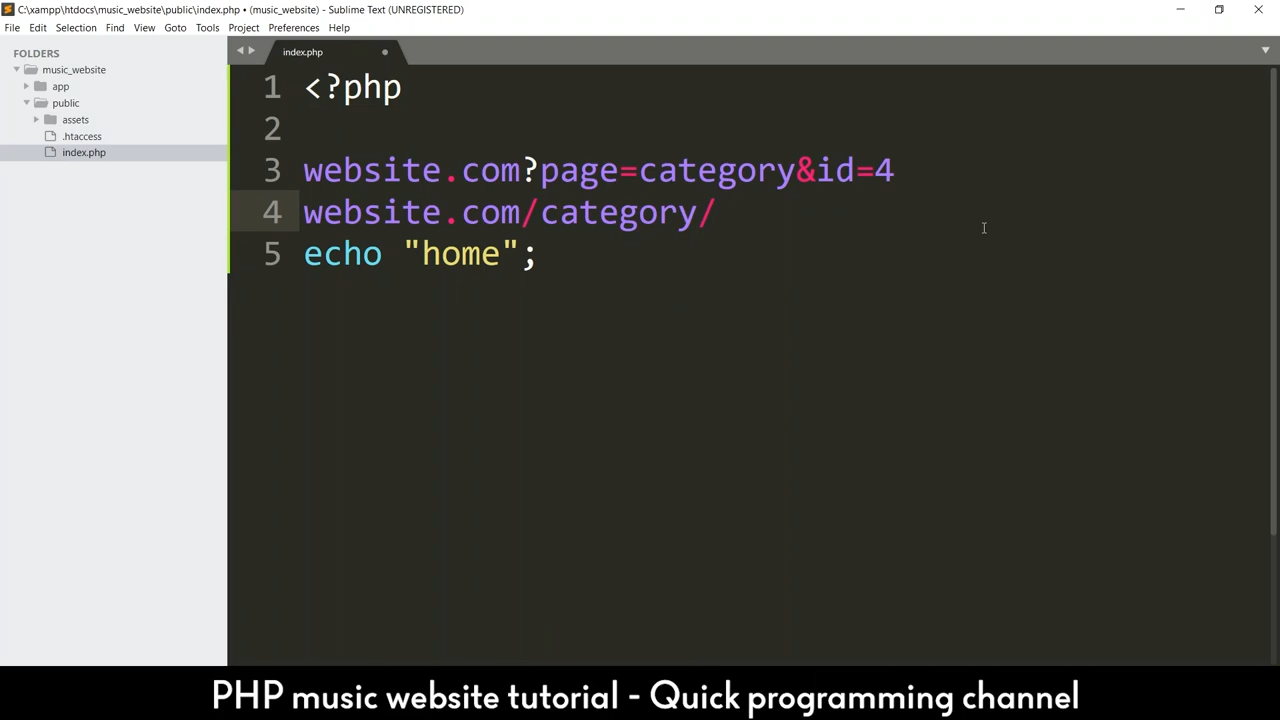 C:\xampp\htdocs\music_website\public\index.php • (music_website) - Sublime Text (UNREGISTERED)
File Edit Selection Find View Goto Tools Project Preferences Help
FOLDERS
music_website
app
public
assets
.htaccess
index.php
index.php
1 <?php
2
3 website.com?page=category&id=4
4 website.com/category/
5 echo "home";
PHP music website tutorial - Quick programming channel